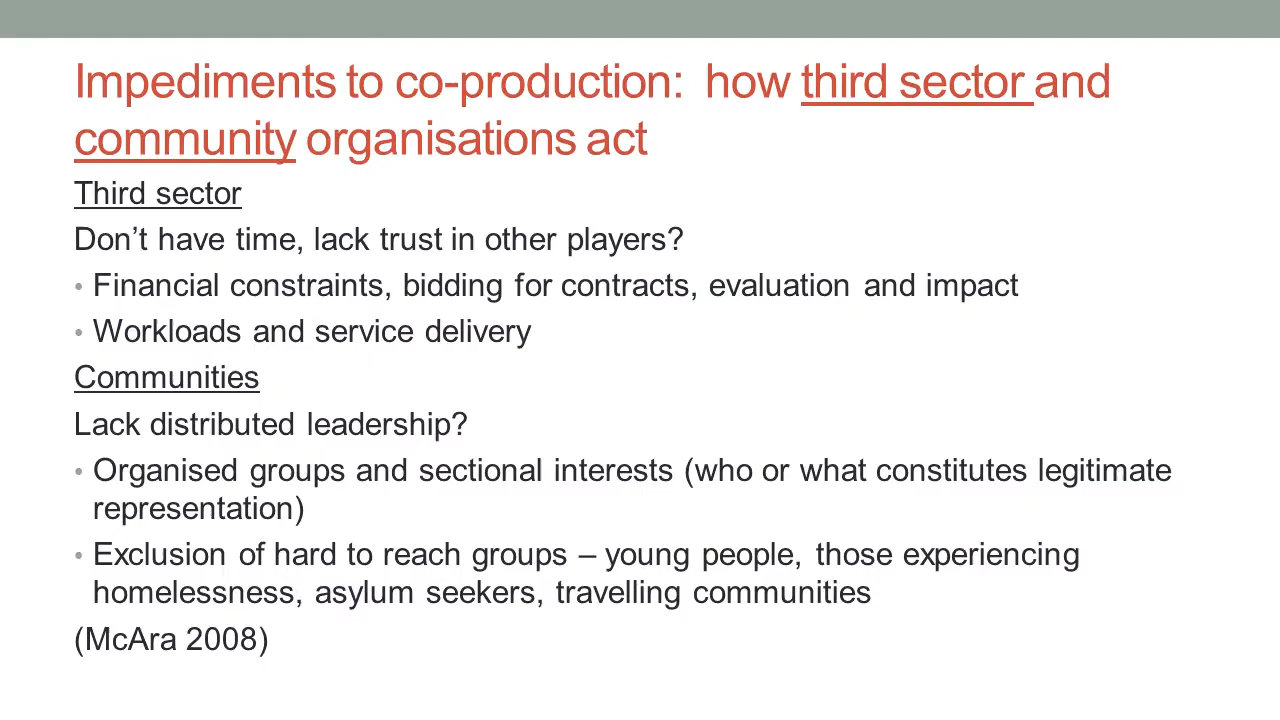 Impediments to co-production:  how third sector and
community organisations act
Third sector
Don’t have time, lack trust in other players?
• Financial constraints, bidding for contracts, evaluation and impact
• Workloads and service delivery
Communities
Lack distributed leadership?
• Organised groups and sectional interests (who or what constitutes legitimate
representation)
• Exclusion of hard to reach groups – young people, those experiencing
homelessness, asylum seekers, travelling communities
(McAra 2008)